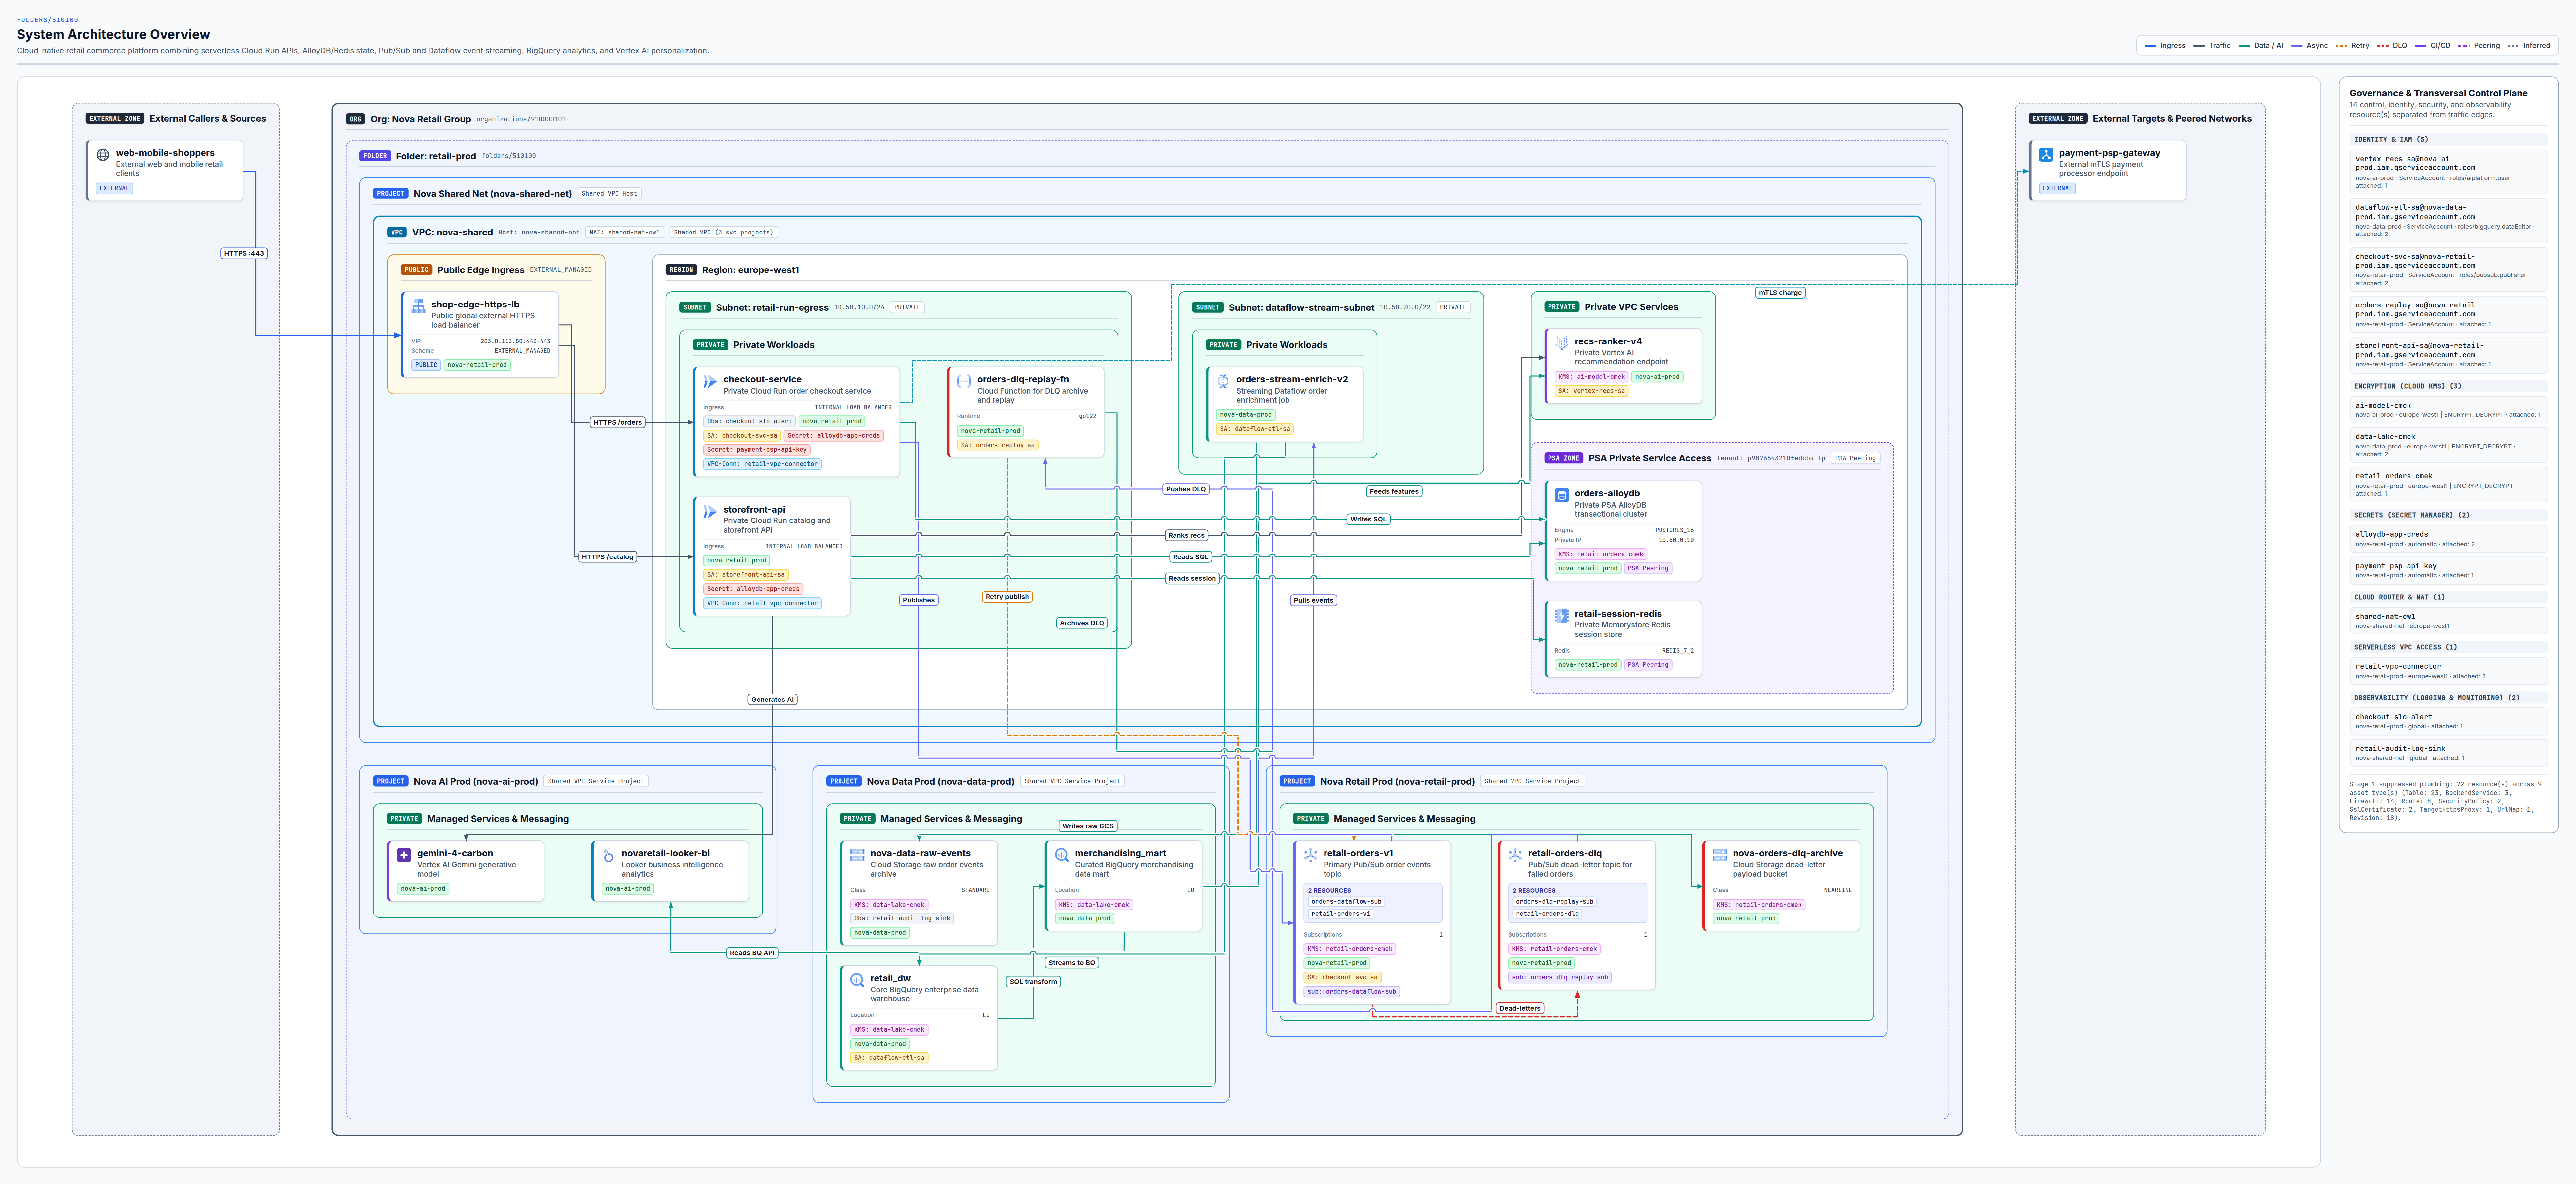 FOLDERS/510100
System Architecture Overview
Cloud-native retail commerce platform combining serverless Cloud Run APIs, AlloyDB/Redis state, Pub/Sub and Dataflow event streaming, BigQuery analytics, and Vertex AI personalization.
Ingress
Traffic
Data / AI
Async
Retry
DLQ
CI/CD
Peering
Inferred
EXTERNAL ZONE External Callers & Sources
web-mobile-shoppers
External web and mobile retail
clients
EXTERNAL
HTTPS :443
ORG Org: Nova Retail Group organizations/910000101
FOLDER Folder: retail-prod folders/510100
PROJECT Nova Shared Net (nova-shared-net) Shared VPC Host
VPC VPC: nova-shared Host: nova-shared-net NAT: shared-nat-ew1 Shared VPC (3 svc projects)
PUBLIC Public Edge Ingress EXTERNAL_MANAGED
shop-edge-https-lb
Public global external HTTPS
load balancer
VIP 203.0.113.80:443-443
Scheme EXTERNAL_MANAGED
PUBLIC nova-retail-prod
HTTPS /orders
HTTPS /catalog
REGION Region: europe-west1
SUBNET Subnet: retail-run-egress 10.50.10.0/24 PRIVATE
PRIVATE Private Workloads
checkout-service
Private Cloud Run order checkout service
Ingress INTERNAL_LOAD_BALANCER
Obs: checkout-slo-alert nova-retail-prod
SA: checkout-svc-sa Secret: alloydb-app-creds
Secret: payment-psp-api-key
VPC-Conn: retail-vpc-connector
orders-dlq-replay-fn
Cloud Function for DLQ archive
and replay
Runtime go122
nova-retail-prod
SA: orders-replay-sa
storefront-api
Private Cloud Run catalog and
storefront API
Ingress INTERNAL_LOAD_BALANCER
nova-retail-prod
SA: storefront-api-sa
Secret: alloydb-app-creds
VPC-Conn: retail-vpc-connector
SUBNET Subnet: dataflow-stream-subnet 10.50.20.0/22 PRIVATE
PRIVATE Private Workloads
orders-stream-enrich-v2
Streaming Dataflow order
enrichment job
nova-data-prod
SA: dataflow-etl-sa
PRIVATE Private VPC Services
recs-ranker-v4
Private Vertex AI
recommendation endpoint
KMS: ai-model-cmek nova-ai-prod
SA: vertex-recs-sa
mTLS charge
PSA ZONE PSA Private Service Access Tenant: p9876543210fedcba-tp PSA Peering
orders-alloydb
Private PSA AlloyDB
transactional cluster
Engine POSTGRES_16
Private IP 10.60.0.10
KMS: retail-orders-cmek
nova-retail-prod PSA Peering
retail-session-redis
Private Memorystore Redis
session store
Redis REDIS_7_2
nova-retail-prod PSA Peering
Pushes DLQ
Feeds features
Writes SQL
Ranks recs
Reads SQL
Reads session
Publishes
Retry publish
Pulls events
Archives DLQ
Generates AI
PROJECT Nova AI Prod (nova-ai-prod) Shared VPC Service Project
PRIVATE Managed Services & Messaging
gemini-4-carbon
Vertex AI Gemini generative
model
nova-ai-prod
novaretail-looker-bi
Looker business intelligence
analytics
nova-ai-prod
Reads BQ API
PROJECT Nova Data Prod (nova-data-prod) Shared VPC Service Project
PRIVATE Managed Services & Messaging
Writes raw GCS
nova-data-raw-events
Cloud Storage raw order events
archive
Class STANDARD
KMS: data-lake-cmek
Obs: retail-audit-log-sink
nova-data-prod
merchandising_mart
Curated BigQuery merchandising
data mart
Location EU
KMS: data-lake-cmek
nova-data-prod
Streams to BQ
SQL transform
retail_dw
Core BigQuery enterprise data
warehouse
Location EU
KMS: data-lake-cmek
nova-data-prod
SA: dataflow-etl-sa
PROJECT Nova Retail Prod (nova-retail-prod) Shared VPC Service Project
PRIVATE Managed Services & Messaging
retail-orders-v1
Primary Pub/Sub order events
topic
2 RESOURCES
orders-dataflow-sub
retail-orders-v1
Subscriptions 1
KMS: retail-orders-cmek
nova-retail-prod
SA: checkout-svc-sa
sub: orders-dataflow-sub
retail-orders-dlq
Pub/Sub dead-letter topic for
failed orders
2 RESOURCES
orders-dlq-replay-sub
retail-orders-dlq
Subscriptions 1
KMS: retail-orders-cmek
nova-retail-prod
sub: orders-dlq-replay-sub
Dead-letters
nova-orders-dlq-archive
Cloud Storage dead-letter
payload bucket
Class NEARLINE
KMS: retail-orders-cmek
nova-retail-prod
EXTERNAL ZONE External Targets & Peered Networks
payment-psp-gateway
External mTLS payment
processor endpoint
EXTERNAL
Governance & Transversal Control Plane
14 control, identity, security, and observability
resource(s) separated from traffic edges.
IDENTITY & IAM (5)
vertex-recs-sa@nova-ai-
prod.iam.gserviceaccount.com
nova-ai-prod · ServiceAccount · roles/aiplatform.user ·
attached: 1
dataflow-etl-sa@nova-data-
prod.iam.gserviceaccount.com
nova-data-prod · ServiceAccount · roles/bigquery.dataEditor ·
attached: 2
checkout-svc-sa@nova-retail-
prod.iam.gserviceaccount.com
nova-retail-prod · ServiceAccount · roles/pubsub.publisher ·
attached: 2
orders-replay-sa@nova-retail-
prod.iam.gserviceaccount.com
nova-retail-prod · ServiceAccount · attached: 1
storefront-api-sa@nova-retail-
prod.iam.gserviceaccount.com
nova-retail-prod · ServiceAccount · attached: 1
ENCRYPTION (CLOUD KMS) (3)
ai-model-cmek
nova-ai-prod · europe-west1 | ENCRYPT_DECRYPT · attached: 1
data-lake-cmek
nova-data-prod · europe-west1 | ENCRYPT_DECRYPT ·
attached: 2
retail-orders-cmek
nova-retail-prod · europe-west1 | ENCRYPT_DECRYPT ·
attached: 1
SECRETS (SECRET MANAGER) (2)
alloydb-app-creds
nova-retail-prod · automatic · attached: 2
payment-psp-api-key
nova-retail-prod · automatic · attached: 1
CLOUD ROUTER & NAT (1)
shared-nat-ew1
nova-shared-net · europe-west1
SERVERLESS VPC ACCESS (1)
retail-vpc-connector
nova-retail-prod · europe-west1 · attached: 2
OBSERVABILITY (LOGGING & MONITORING) (2)
checkout-slo-alert
nova-retail-prod · global · attached: 1
retail-audit-log-sink
nova-shared-net · global · attached: 1
Stage 1 suppressed plumbing: 72 resource(s) across 9
asset type(s) (Table: 23, BackendService: 3,
Firewall: 14, Route: 8, SecurityPolicy: 2,
SslCertificate: 2, TargetHttpsProxy: 1, UrlMap: 1,
Revision: 18).